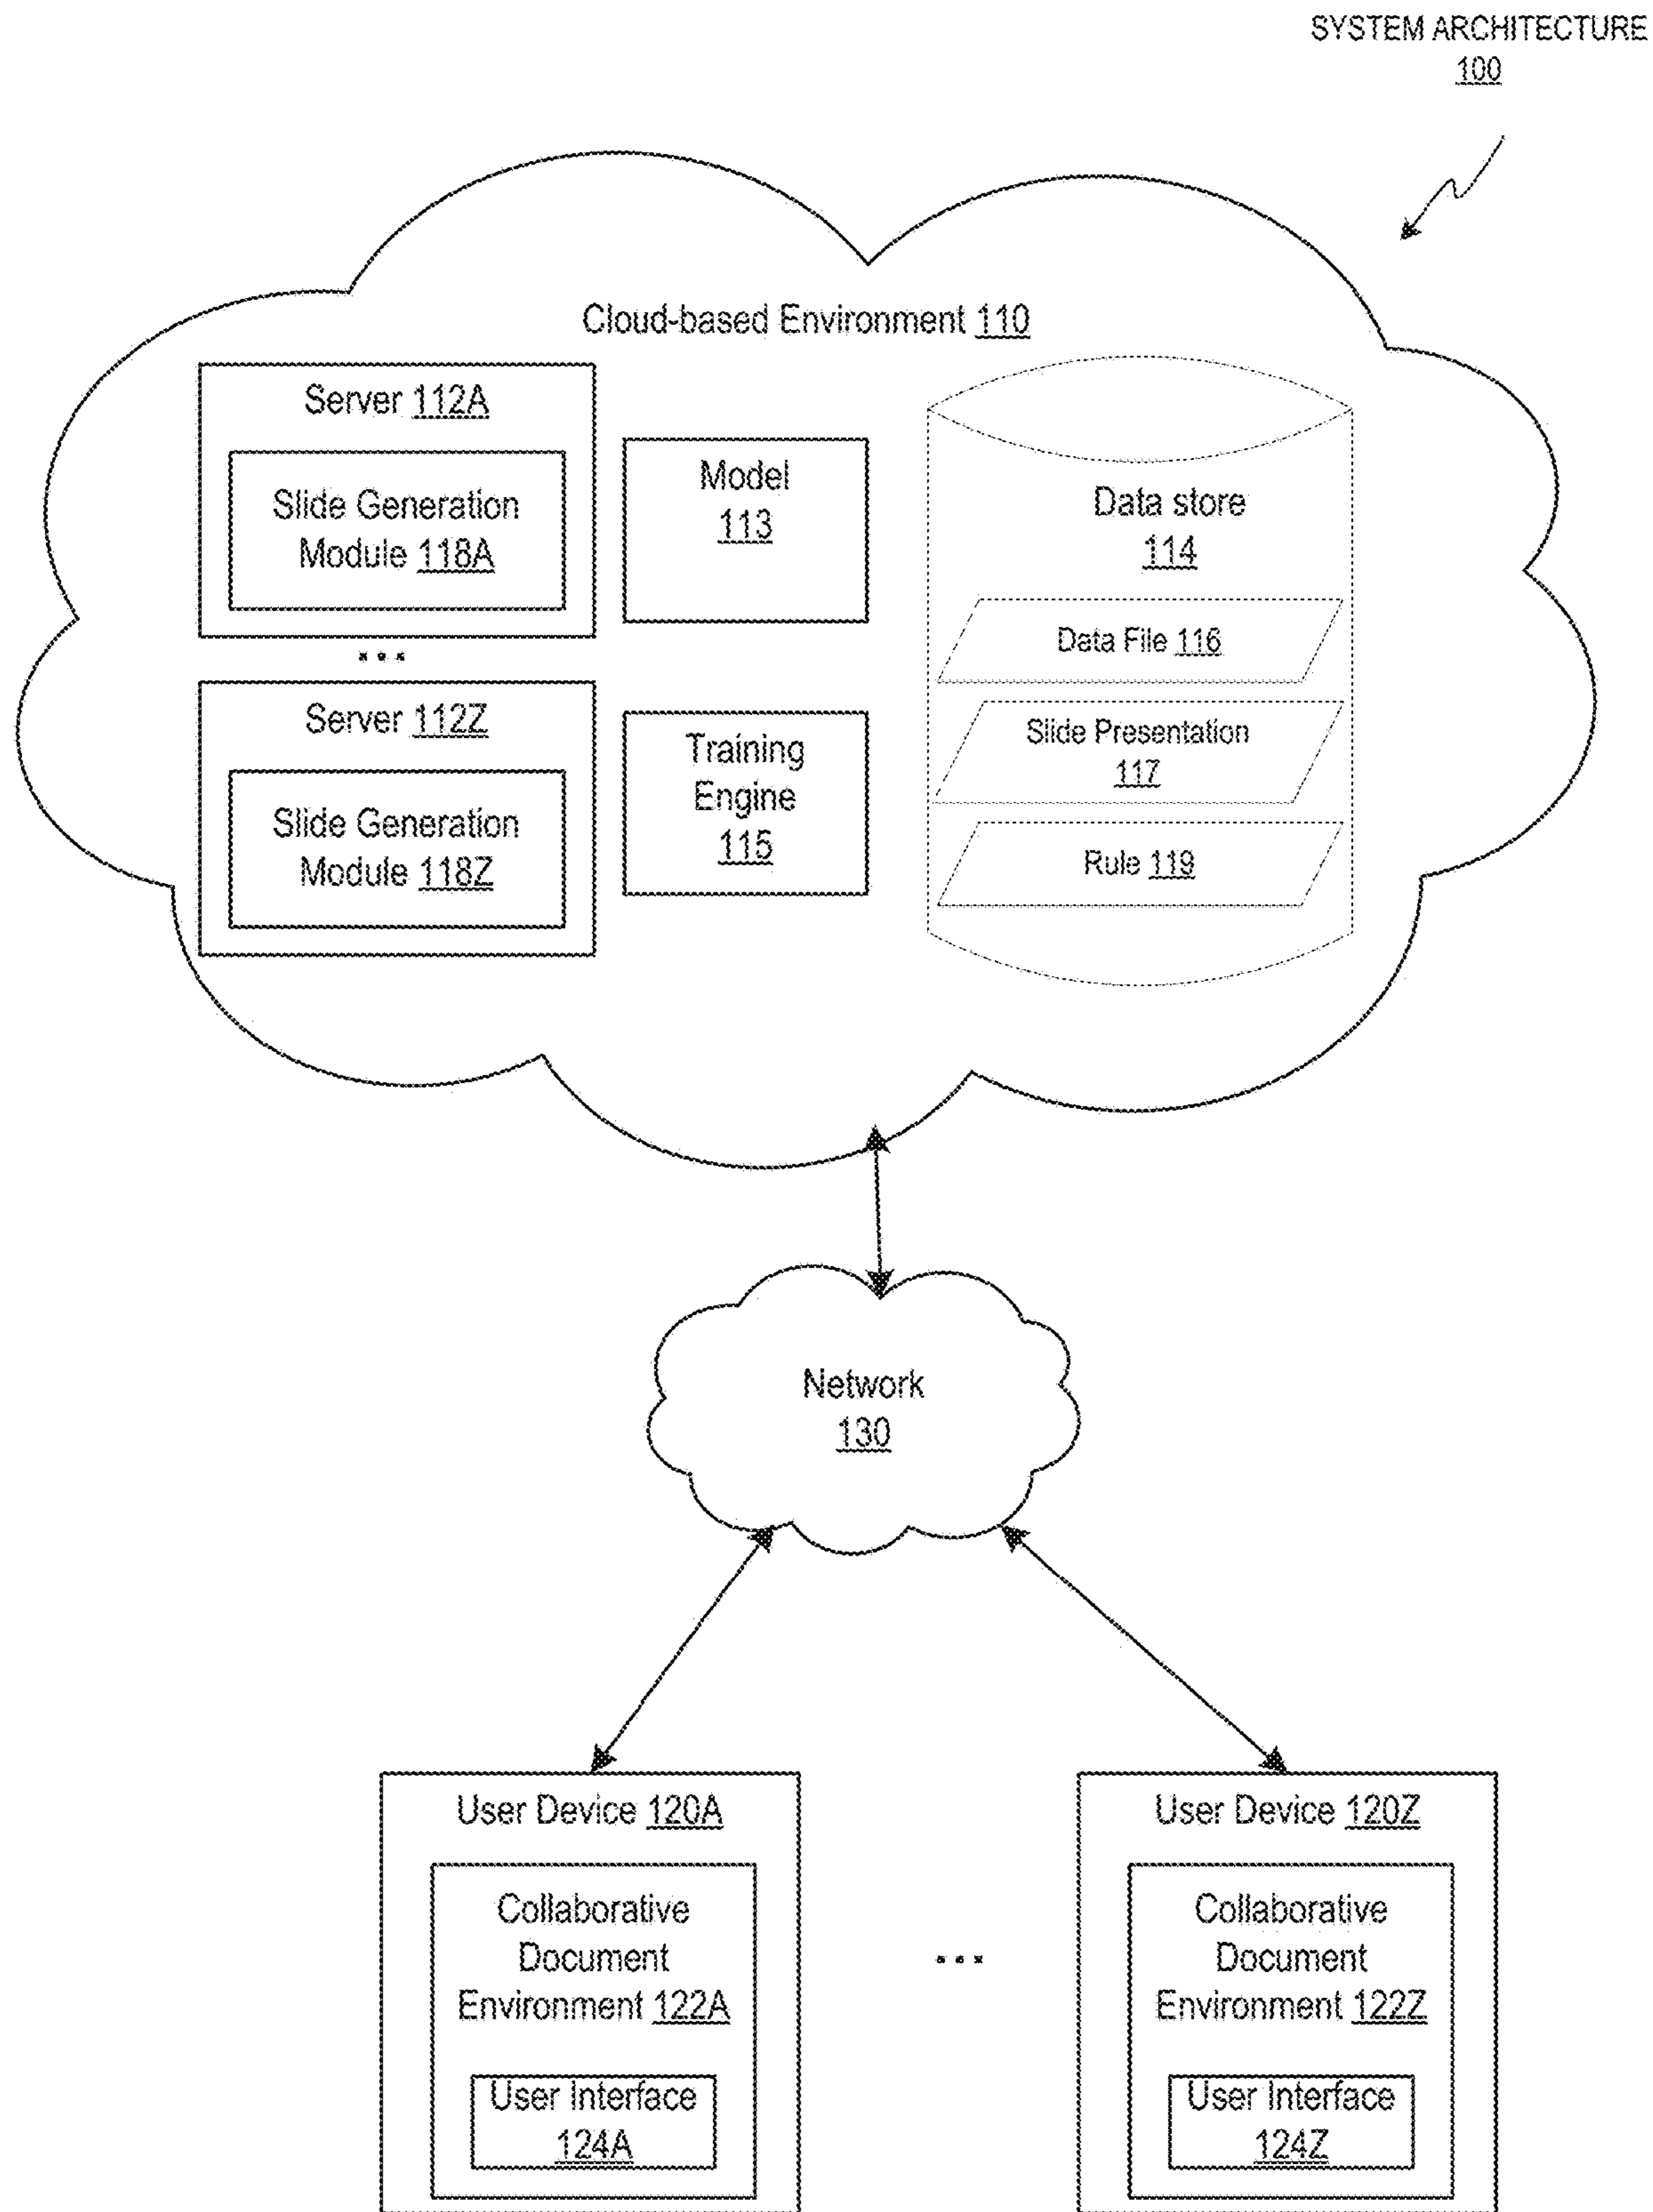 SYSTEM ARCHITECTURE
100
Cloud-based Environment 110
Server 112A
Slide Generation
Module 118A
...
Server 112Z
Slide Generation
Module 118Z
Model
113
Training
Engine
115
Data store
114
Data File 116
Slide Presentation
117
Rule 119
Network
130
User Device 120A
Collaborative
Document
Environment 122A
User Interface
124A
...
User Device 120Z
Collaborative
Document
Environment 122Z
User Interface
124Z